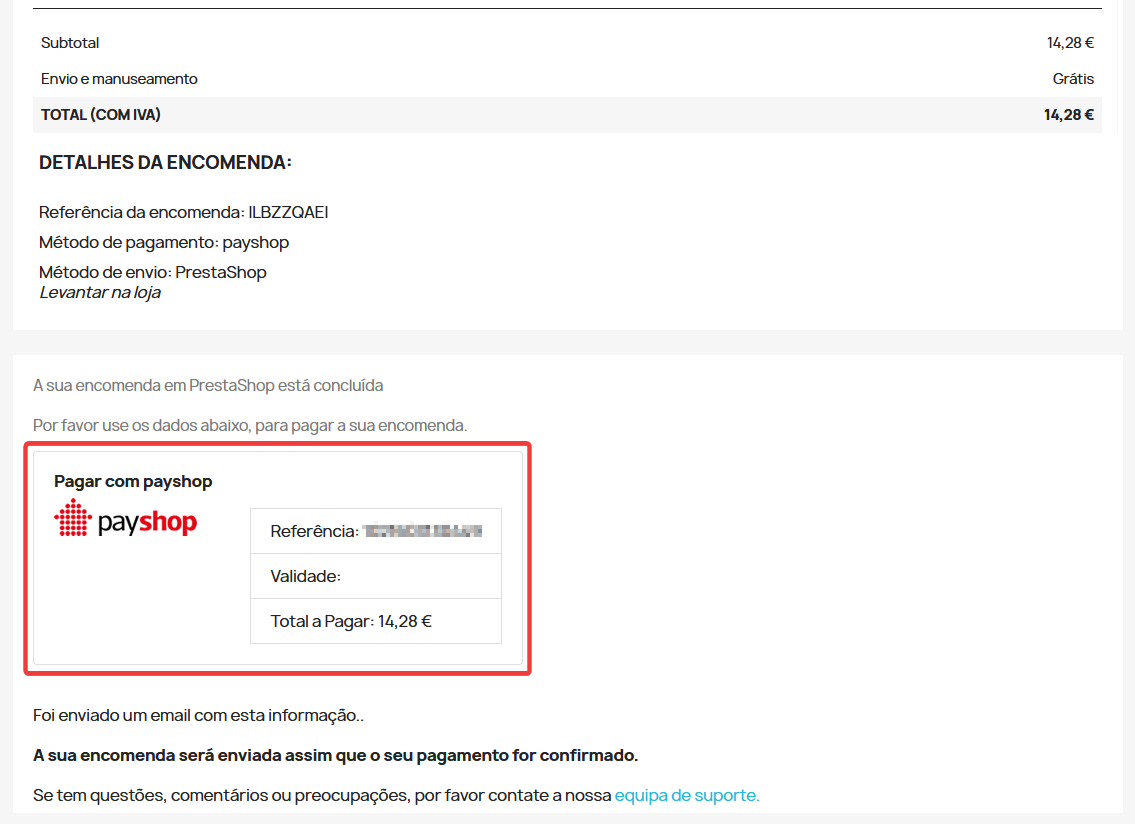 Subtotal 14,28 €
Envio e manuseamento Grátis
TOTAL (COM IVA) 14,28 €
DETALHES DA ENCOMENDA:
Referência da encomenda: ILBZZQAEI
Método de pagamento: payshop
Método de envio: PrestaShop
Levantar na loja
A sua encomenda em PrestaShop está concluída
Por favor use os dados abaixo, para pagar a sua encomenda.
Pagar com payshop
payshop
Referência:
Validade:
Total a Pagar: 14,28 €
Foi enviado um email com esta informação..
A sua encomenda será enviada assim que o seu pagamento for confirmado.
Se tem questões, comentários ou preocupações, por favor contate a nossa equipa de suporte.